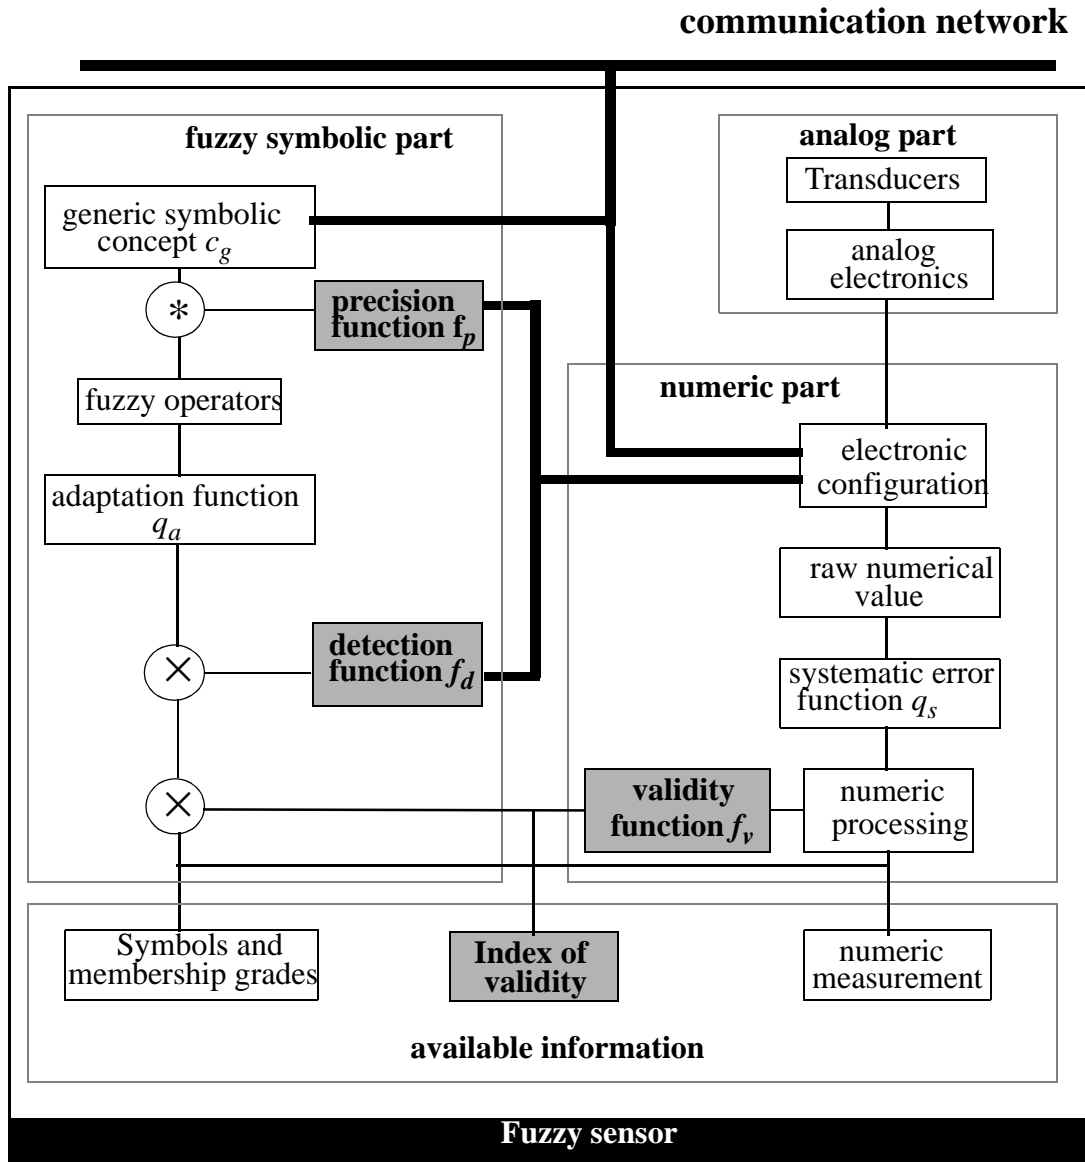 communication network
fuzzy symbolic part
generic symbolic
concept c_g
*
precision
function f_p
fuzzy operators
adaptation function
q_a
×
detection
function f_d
×
analog part
Transducers
analog
electronics
numeric part
electronic
configuration
raw numerical
value
systematic error
function q_s
validity
function f_v
numeric
processing
Symbols and
membership grades
Index of
validity
numeric
measurement
available information
Fuzzy sensor